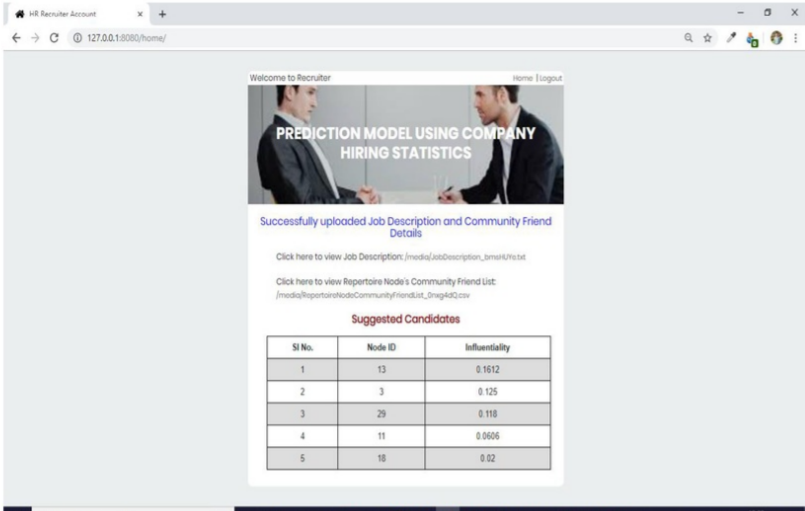 HR Recruiter Account
127.0.0.1:8080/home/
Welcome to Recruiter
Home | Logout
PREDICTION MODEL USING COMPANY
HIRING STATISTICS
Successfully uploaded Job Description and Community Friend
Details
Click here to view Job Description: /media/JobDescription_bmsHUYe.txt
Click here to view Repertoire Node's Community Friend List:
/media/RepertoireNodeCommunityFriendList_0rwg4dQ.csv
Suggested Candidates
Sl No. Node ID Influentiality
1 13 0.1612
2 3 0.125
3 29 0.118
4 11 0.0606
5 18 0.02